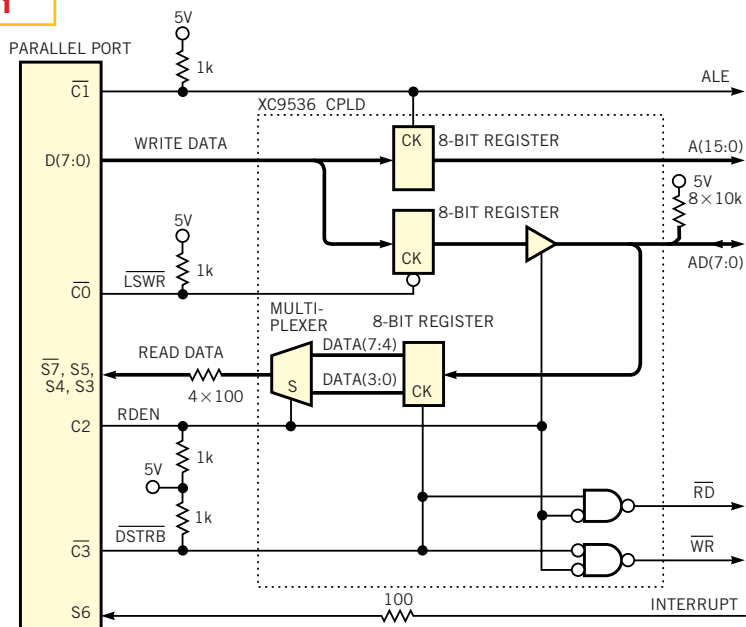 1
5V
PARALLEL PORT
1k
C1
ALE
XC9536 CPLD
WRITE DATA
CK
8-BIT REGISTER
D(7:0)
A(15:0)
5V
8×10k
5V
8-BIT REGISTER
CK
AD(7:0)
1k
LSWR
C0
MULTI-
PLEXER
8-BIT REGISTER
READ DATA
DATA(7:4)
S7, S5,
S4, S3
S
DATA(3:0)
CK
4×100
RDEN
C2
1k
5V
RD
1k
DSTRB
C3
WR
100
INTERRUPT
S6